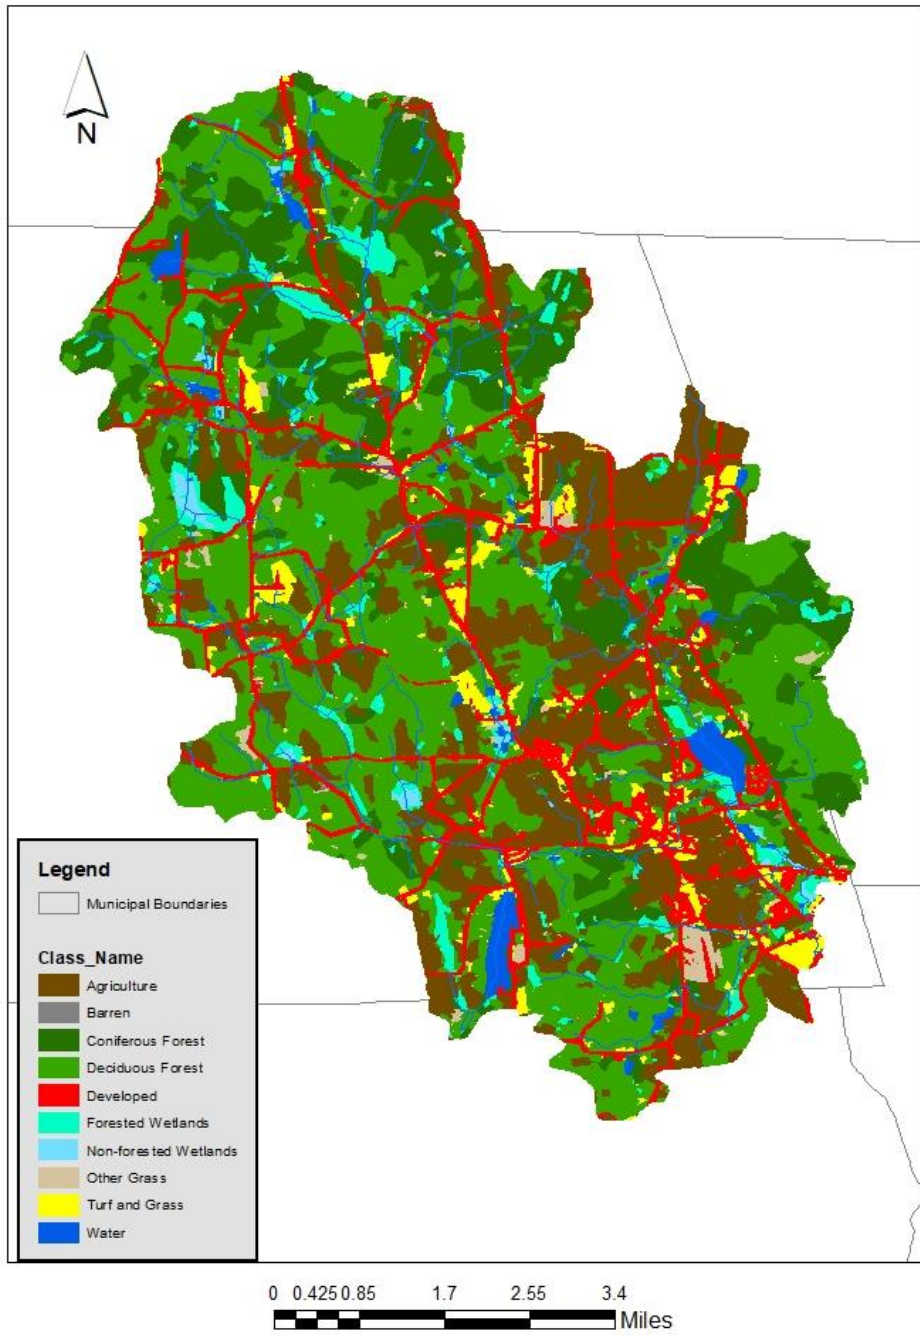 N
Legend
Municipal Boundaries
Class_Name
Agriculture
Barren
Coniferous Forest
Deciduous Forest
Developed
Forested Wetlands
Non-forested Wetlands
Other Grass
Turf and Grass
Water
0 0.425 0.85 1.7 2.55 3.4
Miles